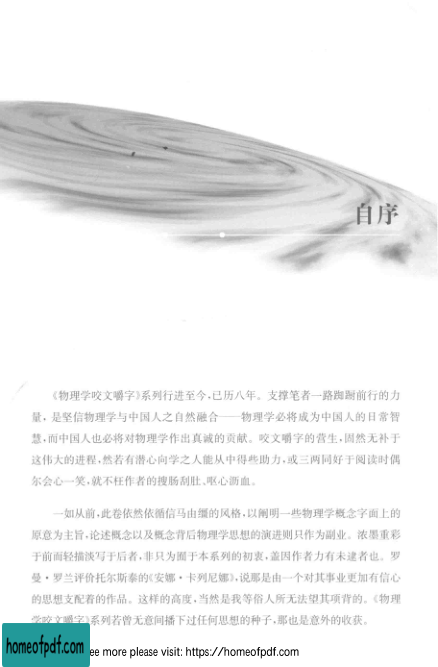 自序
《物理学咬文嚼字》系列行进至今,已历八年。支撑笔者一路踟蹰前行的力
量,是坚信物理学与中国人之自然融合——物理学必将成为中国人的日常智
慧,而中国人也必将对物理学作出真诚的贡献。咬文嚼字的营生,固然无补于
这伟大的进程,然若有潜心向学之人能从中得些助力,或三两同好于阅读时偶
尔会心一笑,就不枉作者的搜肠刮肚、呕心沥血。
一如从前,此卷依然依循信马由缰的风格,以阐明一些物理学概念字面上的
原意为主旨,论述概念以及概念背后物理学思想的演进则只作为副业。浓墨重彩
于前而轻描淡写于后者,非只为囿于本系列的初衷,盖因作者力有未逮者也。罗
曼·罗兰评价托尔斯泰的《安娜·卡列尼娜》,说那是由一个对其事业更加有信心
的思想支配着的作品。这样的高度,当然是我等俗人所无法望其项背的。《物理
学咬文嚼字》系列若曾无意间播下过任何思想的种子,那也是意外的收获。
homeofpdf.com
ee more please visit: https://homeofpdf.com